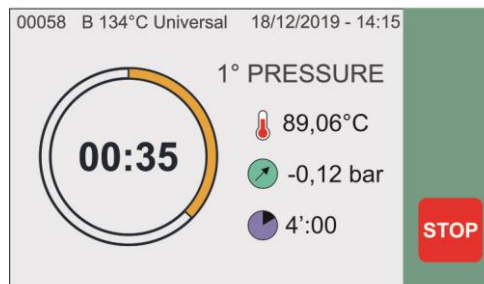 00058 B 134°C Universal 18/12/2019 - 14:15
1° PRESSURE
89,06°C
00:35
-0,12 bar
4’:00
STOP